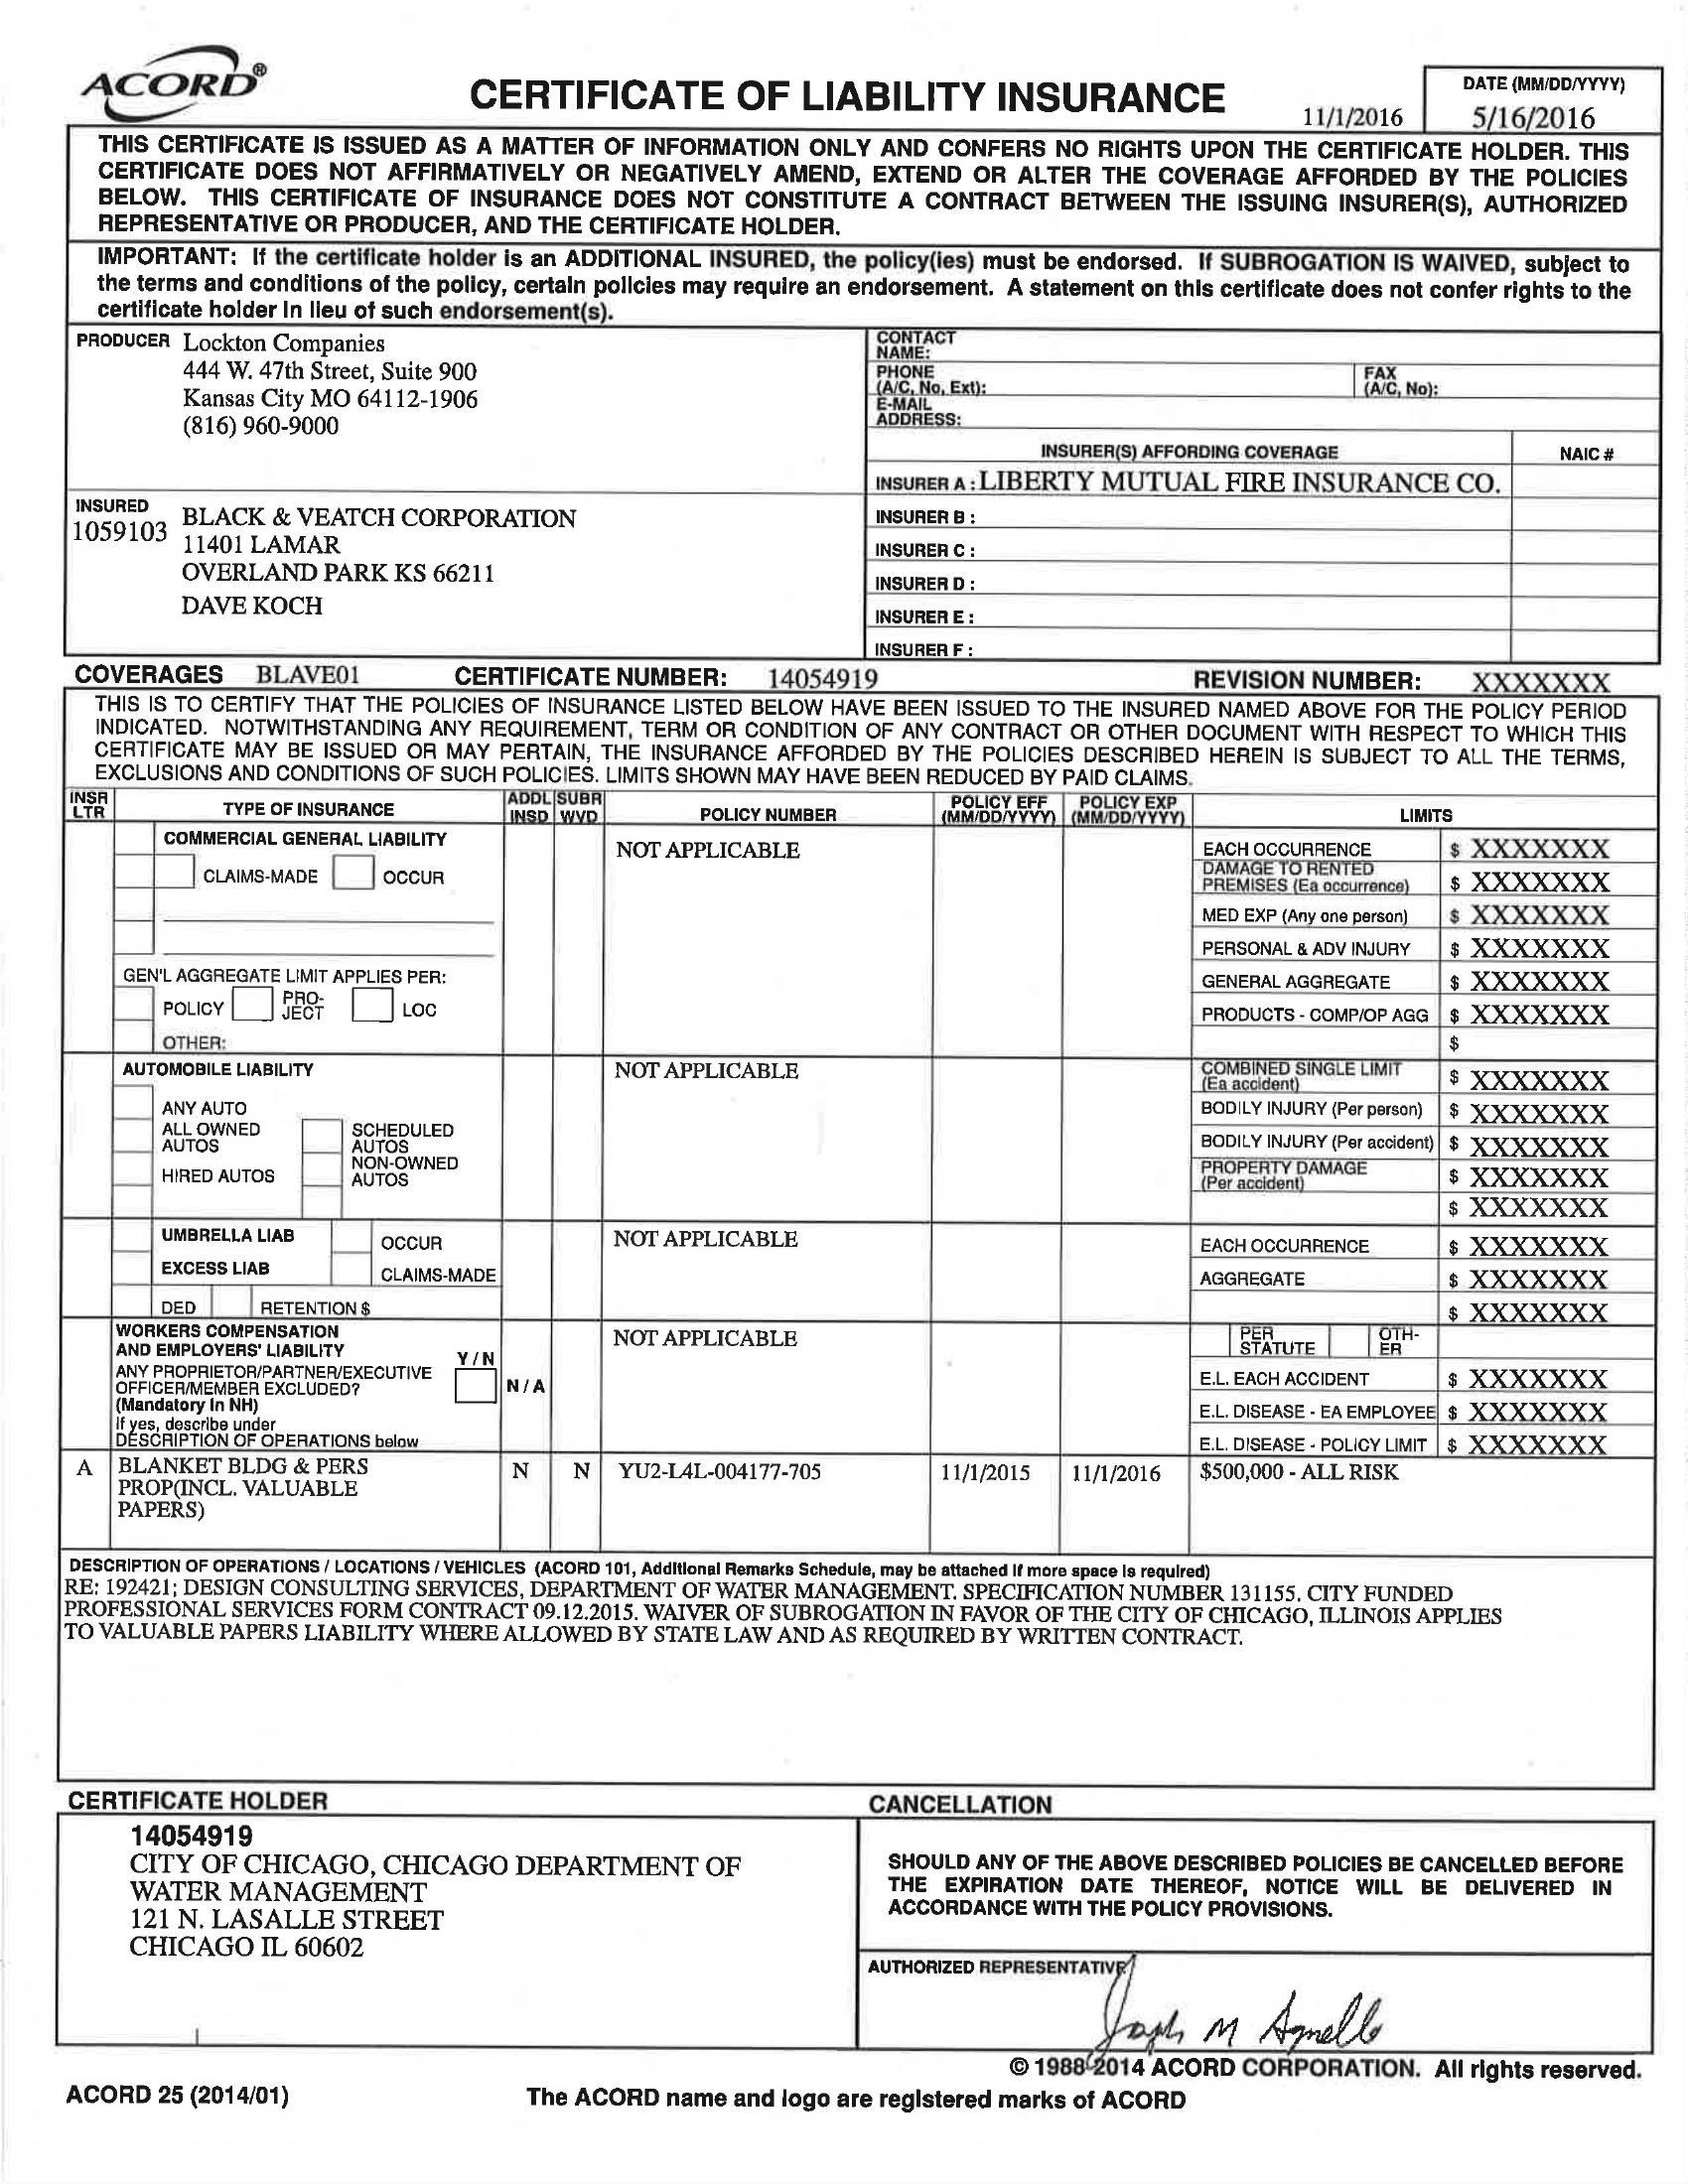 ACORD®
CERTIFICATE OF LIABILITY INSURANCE
11/1/2016
DATE (MM/DD/YYYY)
5/16/2016
THIS CERTIFICATE IS ISSUED AS A MATTER OF INFORMATION ONLY AND CONFERS NO RIGHTS UPON THE CERTIFICATE HOLDER. THIS
CERTIFICATE DOES NOT AFFIRMATIVELY OR NEGATIVELY AMEND, EXTEND OR ALTER THE COVERAGE AFFORDED BY THE POLICIES
BELOW. THIS CERTIFICATE OF INSURANCE DOES NOT CONSTITUTE A CONTRACT BETWEEN THE ISSUING INSURER(S), AUTHORIZED
REPRESENTATIVE OR PRODUCER, AND THE CERTIFICATE HOLDER.
IMPORTANT: If the certificate holder is an ADDITIONAL INSURED, the policy(ies) must be endorsed. If SUBROGATION IS WAIVED, subject to
the terms and conditions of the policy, certain policies may require an endorsement. A statement on this certificate does not confer rights to the
certificate holder in lieu of such endorsement(s).
PRODUCER Lockton Companies
444 W. 47th Street, Suite 900
Kansas City MO 64112-1906
(816) 960-9000
CONTACT
NAME:
PHONE
(A/C, No, Ext):
FAX
(A/C, No):
E-MAIL
ADDRESS:
INSURER(S) AFFORDING COVERAGE
NAIC #
INSURER A : LIBERTY MUTUAL FIRE INSURANCE CO.
INSURED
1059103
BLACK & VEATCH CORPORATION
11401 LAMAR
OVERLAND PARK KS 66211
DAVE KOCH
INSURER B :
INSURER C :
INSURER D :
INSURER E :
INSURER F :
COVERAGES BLAVE01 CERTIFICATE NUMBER: 14054919 REVISION NUMBER: XXXXXXX
THIS IS TO CERTIFY THAT THE POLICIES OF INSURANCE LISTED BELOW HAVE BEEN ISSUED TO THE INSURED NAMED ABOVE FOR THE POLICY PERIOD
INDICATED. NOTWITHSTANDING ANY REQUIREMENT, TERM OR CONDITION OF ANY CONTRACT OR OTHER DOCUMENT WITH RESPECT TO WHICH THIS
CERTIFICATE MAY BE ISSUED OR MAY PERTAIN, THE INSURANCE AFFORDED BY THE POLICIES DESCRIBED HEREIN IS SUBJECT TO ALL THE TERMS,
EXCLUSIONS AND CONDITIONS OF SUCH POLICIES. LIMITS SHOWN MAY HAVE BEEN REDUCED BY PAID CLAIMS.
INSR
LTR
TYPE OF INSURANCE
ADDL
INSD
SUBR
WVD
POLICY NUMBER
POLICY EFF
(MM/DD/YYYY)
POLICY EXP
(MM/DD/YYYY)
LIMITS
COMMERCIAL GENERAL LIABILITY
CLAIMS-MADE OCCUR
GEN'L AGGREGATE LIMIT APPLIES PER:
POLICY PRO-
JECT LOC
OTHER:
NOT APPLICABLE
EACH OCCURRENCE $ XXXXXXX
DAMAGE TO RENTED
PREMISES (Ea occurrence) $ XXXXXXX
MED EXP (Any one person) $ XXXXXXX
PERSONAL & ADV INJURY $ XXXXXXX
GENERAL AGGREGATE $ XXXXXXX
PRODUCTS - COMP/OP AGG $ XXXXXXX
$
AUTOMOBILE LIABILITY
ANY AUTO
ALL OWNED
AUTOS
SCHEDULED
AUTOS
HIRED AUTOS
NON-OWNED
AUTOS
NOT APPLICABLE
COMBINED SINGLE LIMIT
(Ea accident) $ XXXXXXX
BODILY INJURY (Per person) $ XXXXXXX
BODILY INJURY (Per accident) $ XXXXXXX
PROPERTY DAMAGE
(Per accident) $ XXXXXXX
$ XXXXXXX
UMBRELLA LIAB OCCUR
EXCESS LIAB CLAIMS-MADE
DED RETENTION $
NOT APPLICABLE
EACH OCCURRENCE $ XXXXXXX
AGGREGATE $ XXXXXXX
$ XXXXXXX
WORKERS COMPENSATION
AND EMPLOYERS' LIABILITY
Y / N
ANY PROPRIETOR/PARTNER/EXECUTIVE
OFFICER/MEMBER EXCLUDED?
(Mandatory in NH)
If yes, describe under
DESCRIPTION OF OPERATIONS below
N / A
NOT APPLICABLE
PER
STATUTE
OTH-
ER
E.L. EACH ACCIDENT $ XXXXXXX
E.L. DISEASE - EA EMPLOYEE $ XXXXXXX
E.L. DISEASE - POLICY LIMIT $ XXXXXXX
A BLANKET BLDG & PERS
PROP(INCL. VALUABLE
PAPERS)
N N YU2-L4L-004177-705 11/1/2015 11/1/2016 $500,000 - ALL RISK
DESCRIPTION OF OPERATIONS / LOCATIONS / VEHICLES (ACORD 101, Additional Remarks Schedule, may be attached if more space is required)
RE: 192421; DESIGN CONSULTING SERVICES, DEPARTMENT OF WATER MANAGEMENT. SPECIFICATION NUMBER 131155. CITY FUNDED
PROFESSIONAL SERVICES FORM CONTRACT 09.12.2015. WAIVER OF SUBROGATION IN FAVOR OF THE CITY OF CHICAGO, ILLINOIS APPLIES
TO VALUABLE PAPERS LIABILITY WHERE ALLOWED BY STATE LAW AND AS REQUIRED BY WRITTEN CONTRACT.
CERTIFICATE HOLDER
14054919
CITY OF CHICAGO, CHICAGO DEPARTMENT OF
WATER MANAGEMENT
121 N. LASALLE STREET
CHICAGO IL 60602
CANCELLATION
SHOULD ANY OF THE ABOVE DESCRIBED POLICIES BE CANCELLED BEFORE
THE EXPIRATION DATE THEREOF, NOTICE WILL BE DELIVERED IN
ACCORDANCE WITH THE POLICY PROVISIONS.
AUTHORIZED REPRESENTATIVE
M Agnello
© 1988-2014 ACORD CORPORATION. All rights reserved.
ACORD 25 (2014/01)
The ACORD name and logo are registered marks of ACORD